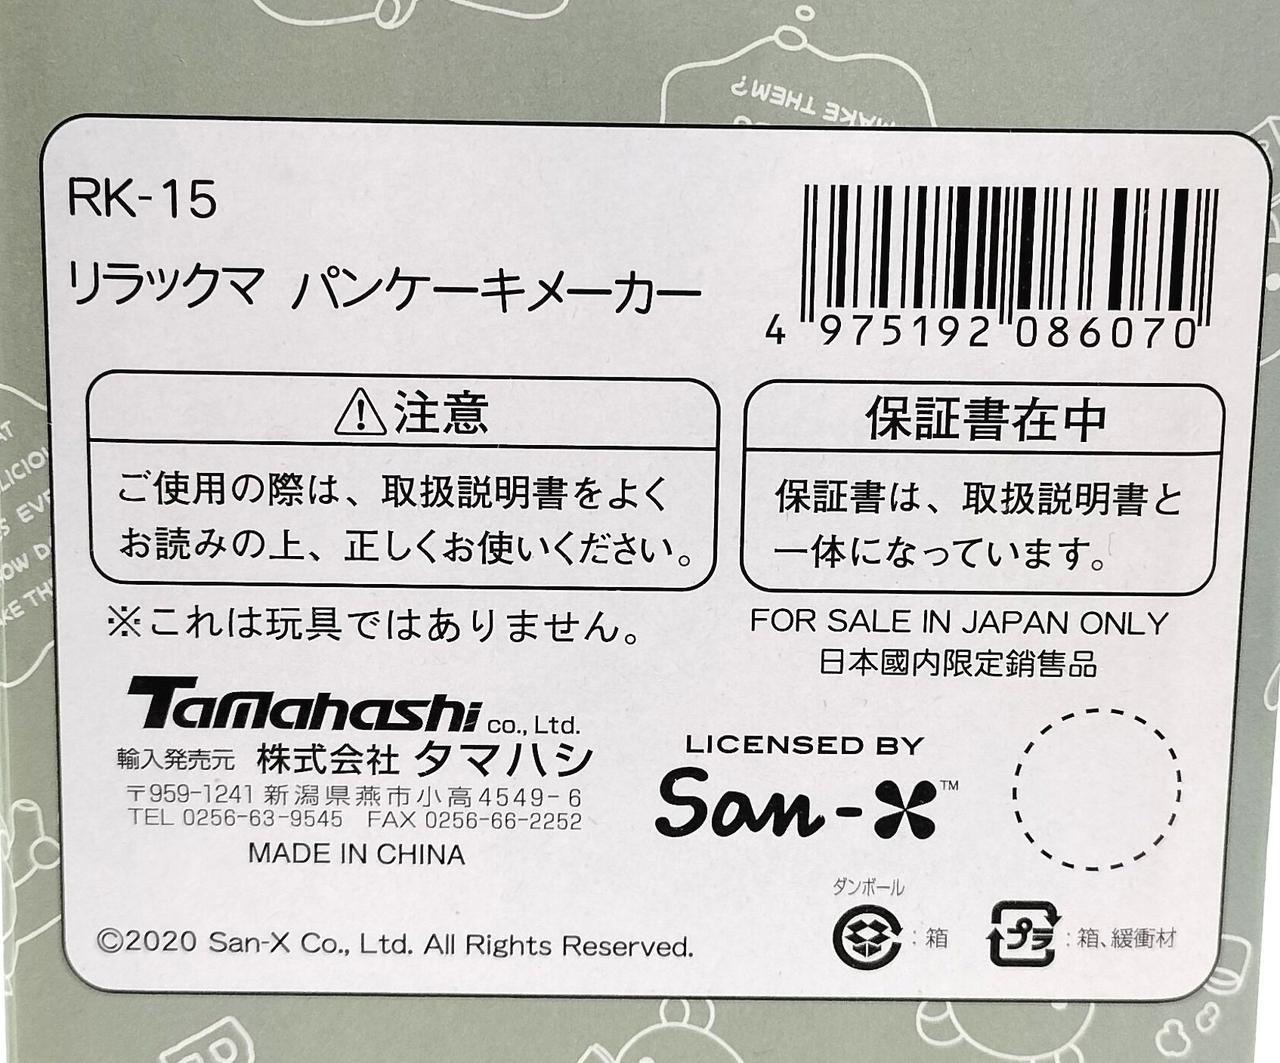 MAKE THEM?
RK-15
リラックマ パンケーキメーカー
4 975192 086070
⚠注意
ご使用の際は、取扱説明書をよく
お読みの上、正しくお使いください。
保証書在中
保証書は、取扱説明書と
一体になっています。
※これは玩具ではありません。
FOR SALE IN JAPAN ONLY
日本國内限定銷售品
Tamahashi co., Ltd.
輸入発売元 株式会社 タマハシ
〒959-1241 新潟県燕市小高4549-6
TEL 0256-63-9545 FAX 0256-66-2252
MADE IN CHINA
LICENSED BY
San-X™
ダンボール
:箱
プラ
:箱、緩衝材
©2020 San-X Co., Ltd. All Rights Reserved.